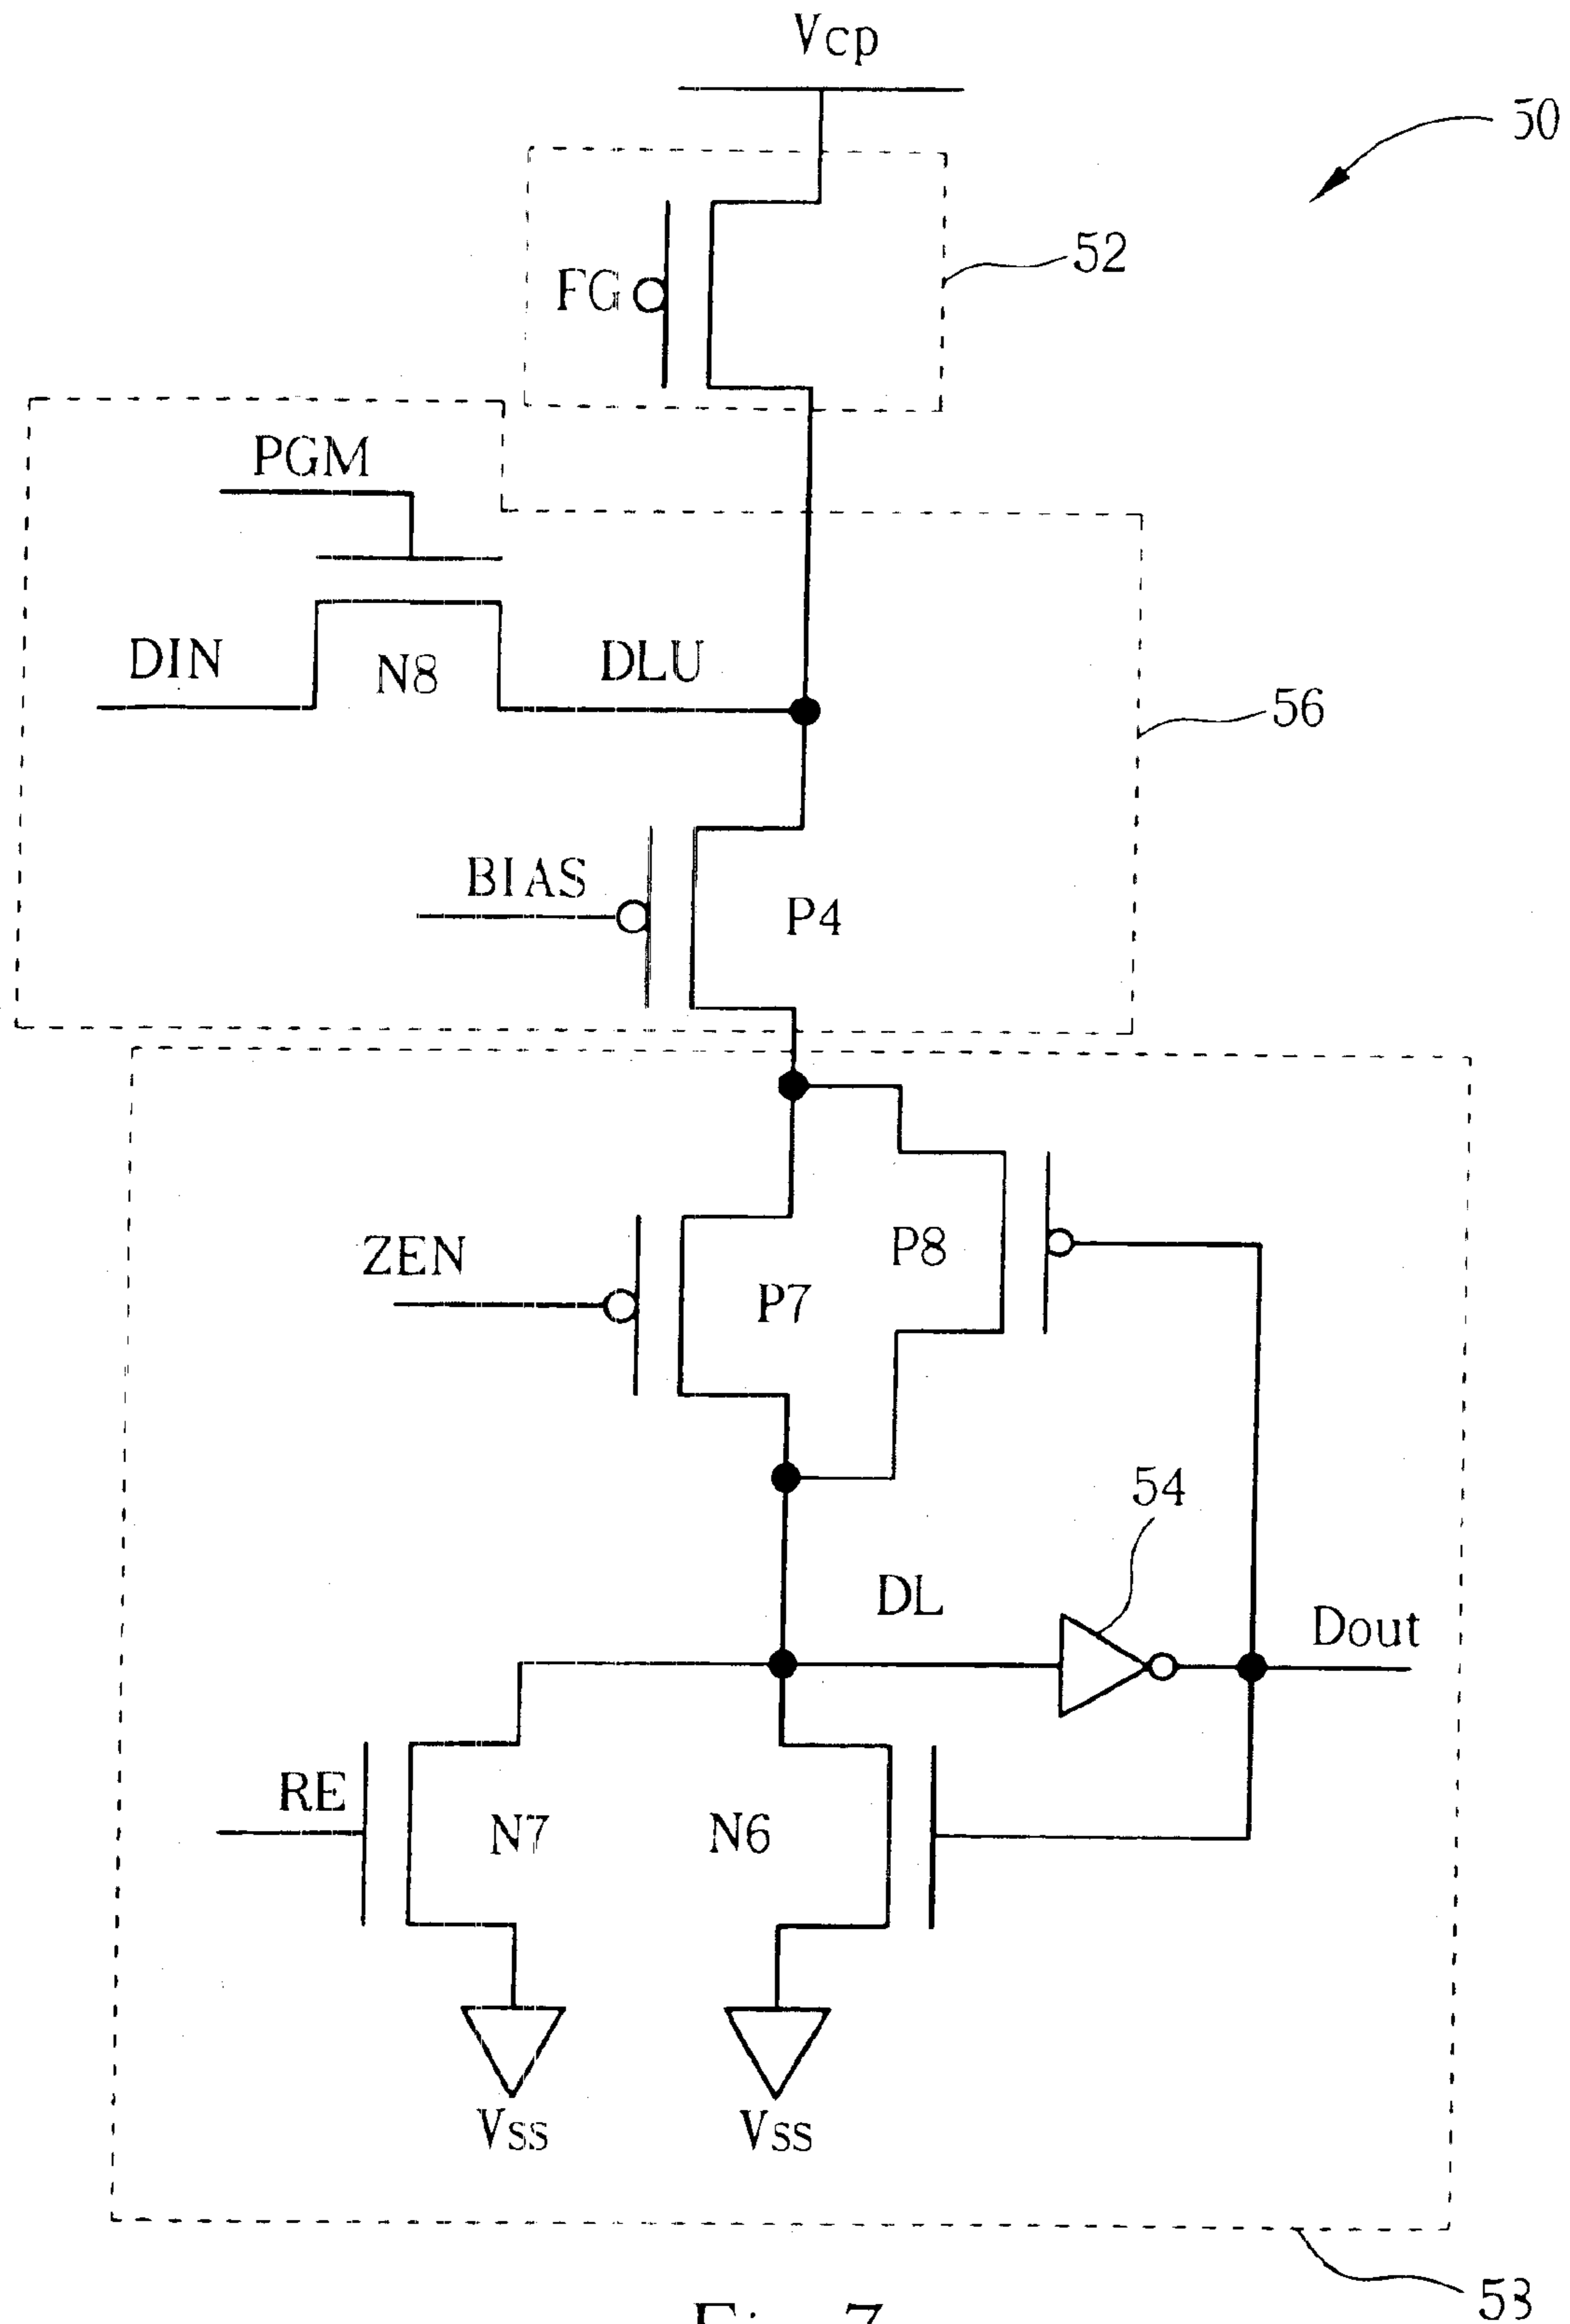 Vcp
50
52
FG
PGM
DIN
N8
DLU
56
BIAS
P4
ZEN
P8
P7
54
DL
Dout
RE
N7
N6
Vss
Vss
53